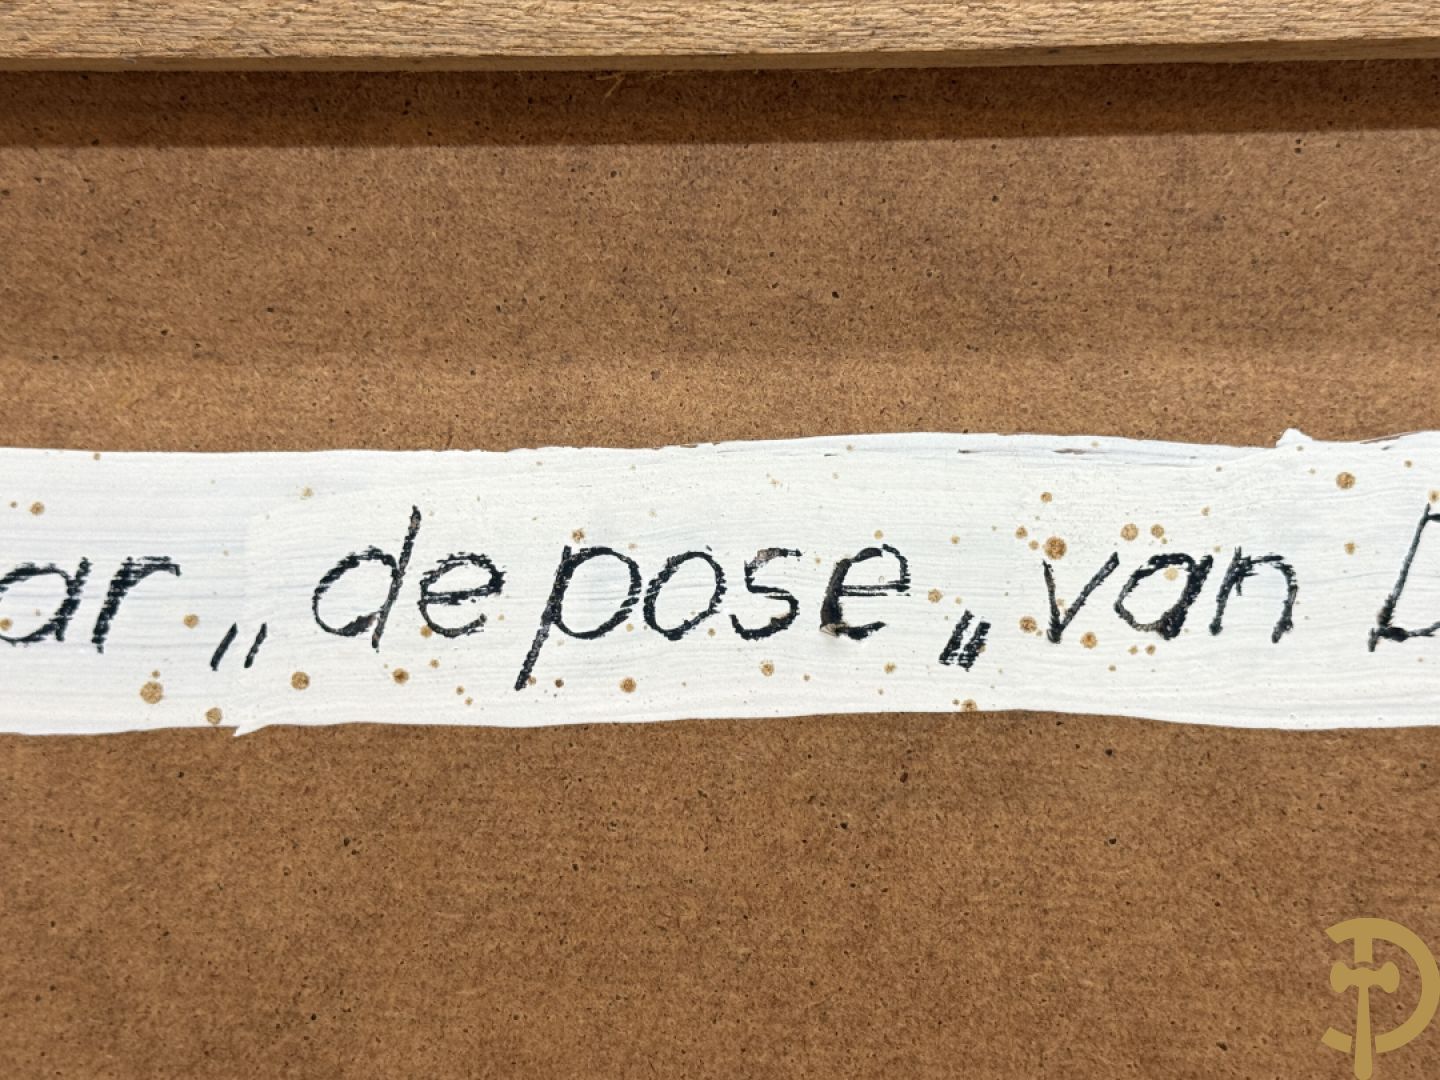 ar „de pose„ van